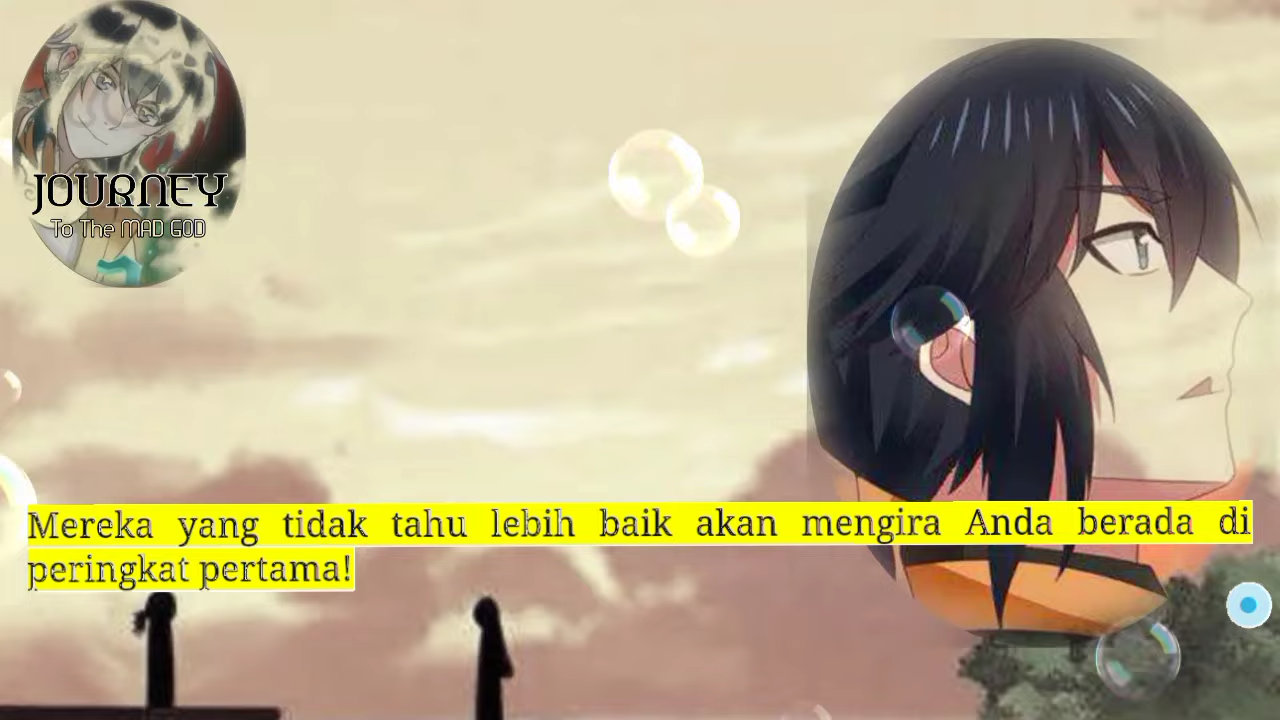 JOURNEY
To The MAD GOD
Mereka yang tidak tahu lebih baik akan mengira Anda berada di
peringkat pertama!